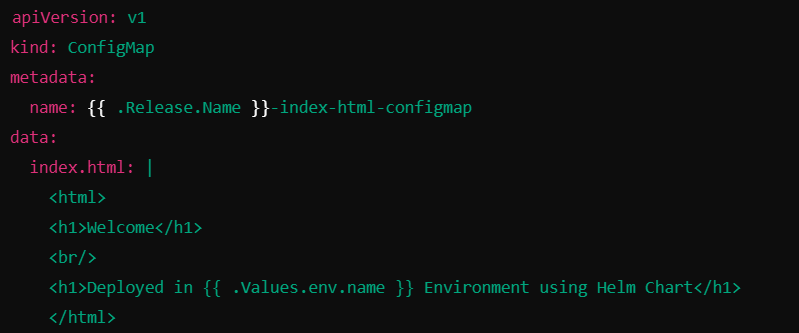 apiVersion: v1
kind: ConfigMap
metadata:
  name: {{ .Release.Name }}-index-html-configmap
data:
  index.html: |
    <html>
    <h1>Welcome</h1>
    <br/>
    <h1>Deployed in {{ .Values.env.name }} Environment using Helm Chart</h1>
    </html>